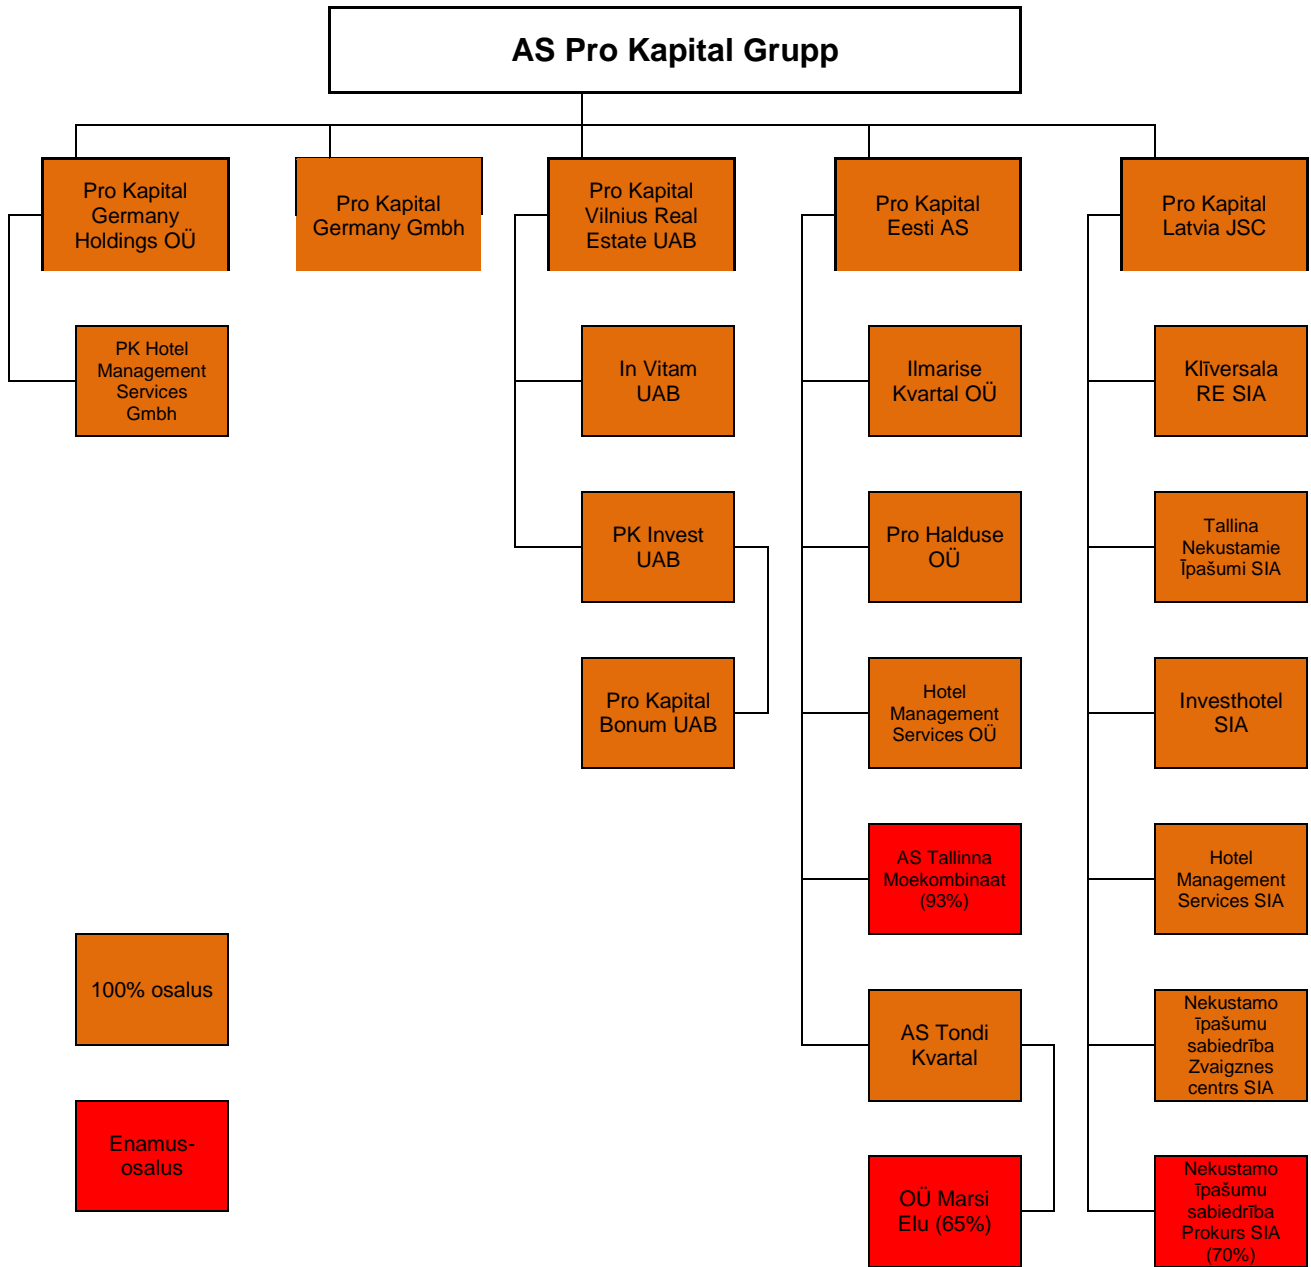 AS Pro Kapital Grupp
Pro Kapital
Germany
Holdings OÜ
Pro Kapital
Germany Gmbh
Pro Kapital
Vilnius Real
Estate UAB
Pro Kapital
Eesti AS
Pro Kapital
Latvia JSC
PK Hotel
Management
Services
Gmbh
In Vitam
UAB
Ilmarise
Kvartal OÜ
Klīversala
RE SIA
PK Invest
UAB
Pro Halduse
OÜ
Tallina
Nekustamie
Īpašumi SIA
Pro Kapital
Bonum UAB
Hotel
Management
Services OÜ
Investhotel
SIA
AS Tallinna
Moekombinaat
(93%)
Hotel
Management
Services SIA
100% osalus
AS Tondi
Kvartal
Nekustamo
īpašumu
sabiedrība
Zvaigznes
centrs SIA
Enamus-
osalus
OÜ Marsi
Elu (65%)
Nekustamo
īpašumu
sabiedrība
Prokurs SIA
(70%)